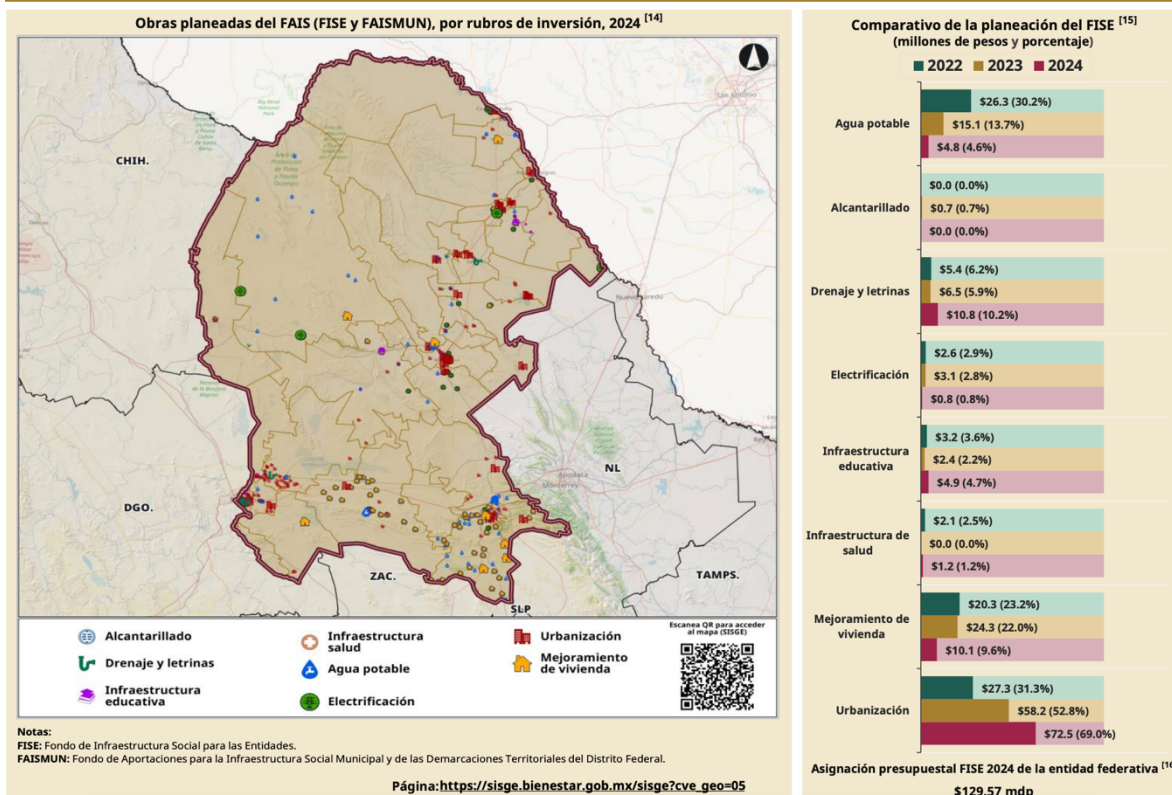 Obras planeadas del FAIS (FISE y FAISMUN), por rubros de inversión, 2024 [14]
San Antonio
CHIH.
Nuevo Laredo
NL
Apodaca
Monterrey
DGO.
ZAC.
TAMPS.
SLP
Alcantarillado
Drenaje y letrinas
Infraestructura
educativa
Infraestructura
salud
Agua potable
Electrificación
Urbanización
Mejoramiento
de vivienda
Escanea QR para acceder
al mapa (SISGE)
Notas:
FISE: Fondo de Infraestructura Social para las Entidades.
FAISMUN: Fondo de Aportaciones para la Infraestructura Social Municipal y de las Demarcaciones Territoriales del Distrito Federal.
Página: https://sisge.bienestar.gob.mx/sisge?cve_geo=05
Comparativo de la planeación del FISE [15]
(millones de pesos y porcentaje)
2022 2023 2024
Agua potable
$26.3 (30.2%)
$15.1 (13.7%)
$4.8 (4.6%)
Alcantarillado
$0.0 (0.0%)
$0.7 (0.7%)
$0.0 (0.0%)
Drenaje y letrinas
$5.4 (6.2%)
$6.5 (5.9%)
$10.8 (10.2%)
Electrificación
$2.6 (2.9%)
$3.1 (2.8%)
$0.8 (0.8%)
Infraestructura
educativa
$3.2 (3.6%)
$2.4 (2.2%)
$4.9 (4.7%)
Infraestructura de
salud
$2.1 (2.5%)
$0.0 (0.0%)
$1.2 (1.2%)
Mejoramiento de
vivienda
$20.3 (23.2%)
$24.3 (22.0%)
$10.1 (9.6%)
Urbanización
$27.3 (31.3%)
$58.2 (52.8%)
$72.5 (69.0%)
Asignación presupuestal FISE 2024 de la entidad federativa [16
$129.57 mdp